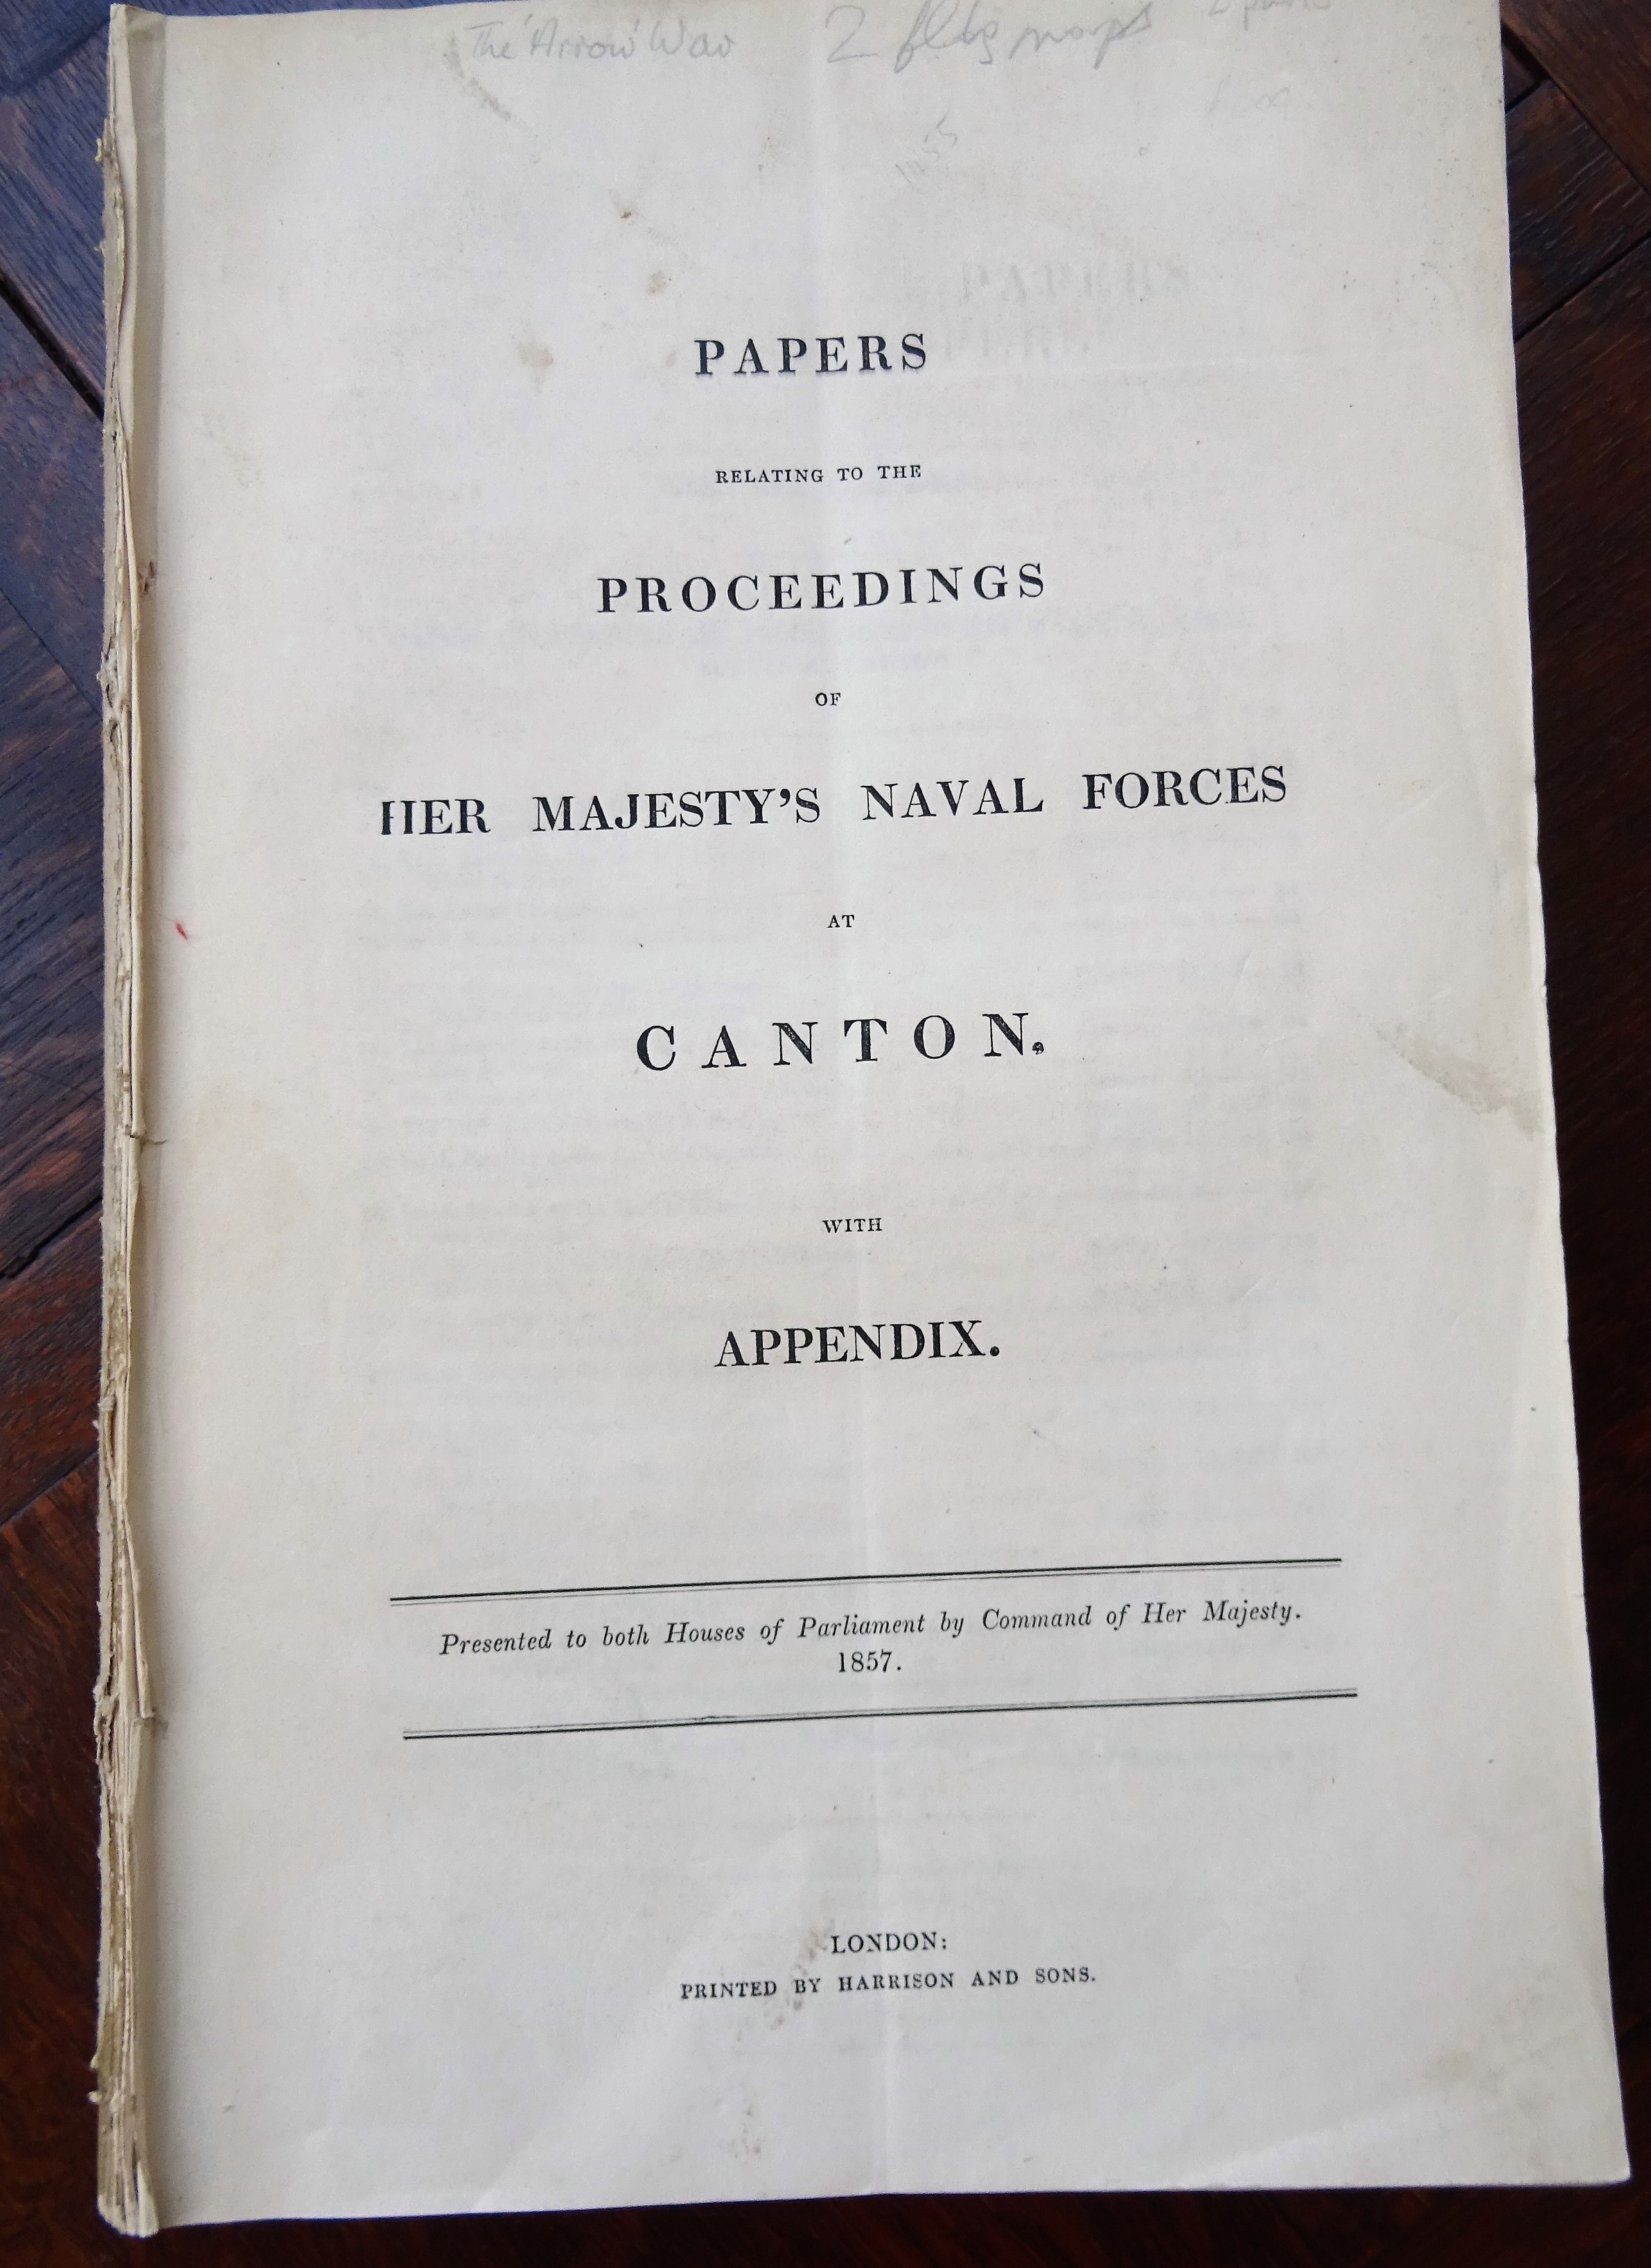 The 'Arrow' War 2 fldg maps 2 parts
1855
PAPERS
RELATING TO THE
PROCEEDINGS
OF
HER MAJESTY'S NAVAL FORCES
AT
CANTON.
WITH
APPENDIX.
Presented to both Houses of Parliament by Command of Her Majesty.
1857.
LONDON:
PRINTED BY HARRISON AND SONS.